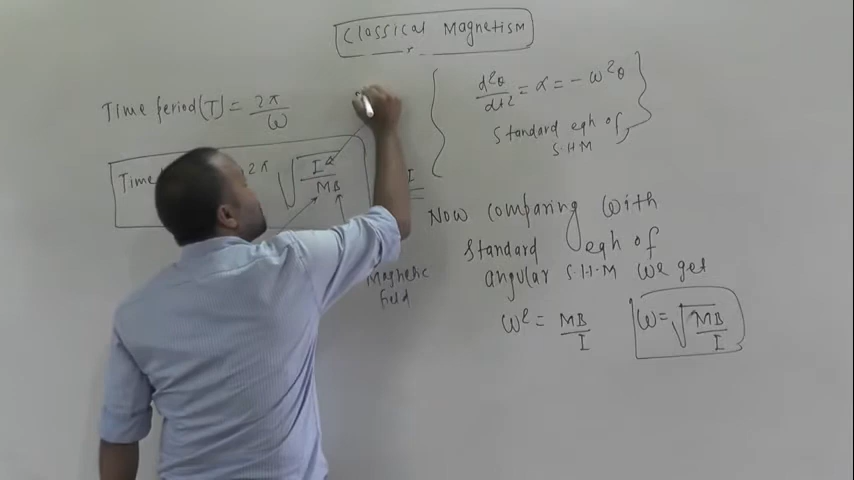 Classical Magnetism
Time Period(T) = 2π / ω
Time 2π √ I / MB
Magnetic
field
I
d²θ / dt² = α = - ω²θ
Standard eqn of
S.H.M
Now comparing with
Standard eqn of
angular S.H.M we get
ω² = MB / I
ω = √ MB / I